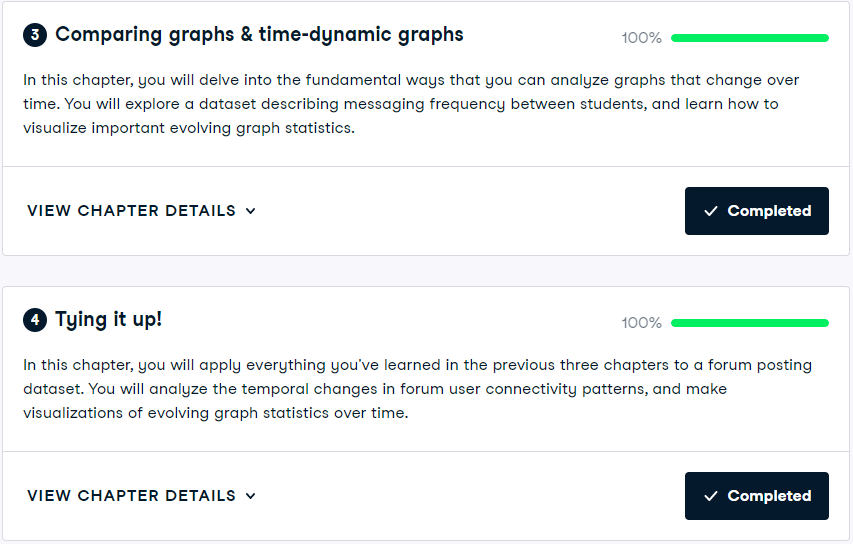 3 Comparing graphs & time-dynamic graphs
100%
In this chapter, you will delve into the fundamental ways that you can analyze graphs that change over
time. You will explore a dataset describing messaging frequency between students, and learn how to
visualize important evolving graph statistics.
VIEW CHAPTER DETAILS
Completed
4 Tying it up!
100%
In this chapter, you will apply everything you've learned in the previous three chapters to a forum posting
dataset. You will analyze the temporal changes in forum user connectivity patterns, and make
visualizations of evolving graph statistics over time.
VIEW CHAPTER DETAILS
Completed